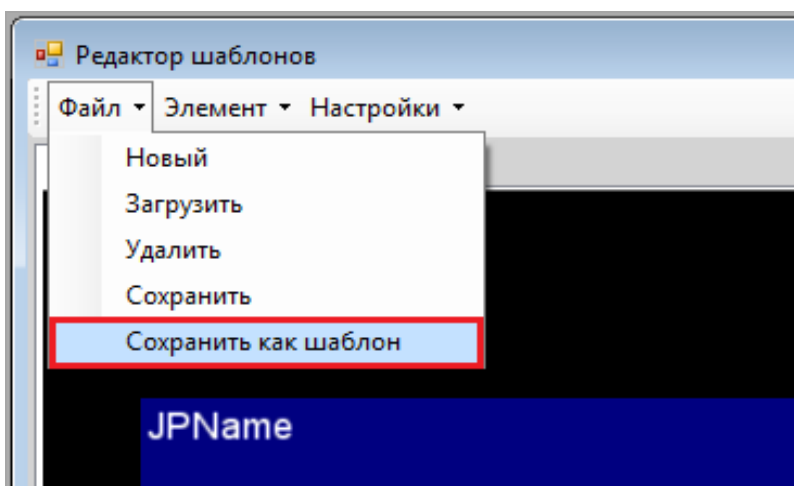 Редактор шаблонов
Файл Элемент Настройки
Новый
Загрузить
Удалить
Сохранить
Сохранить как шаблон
JPName